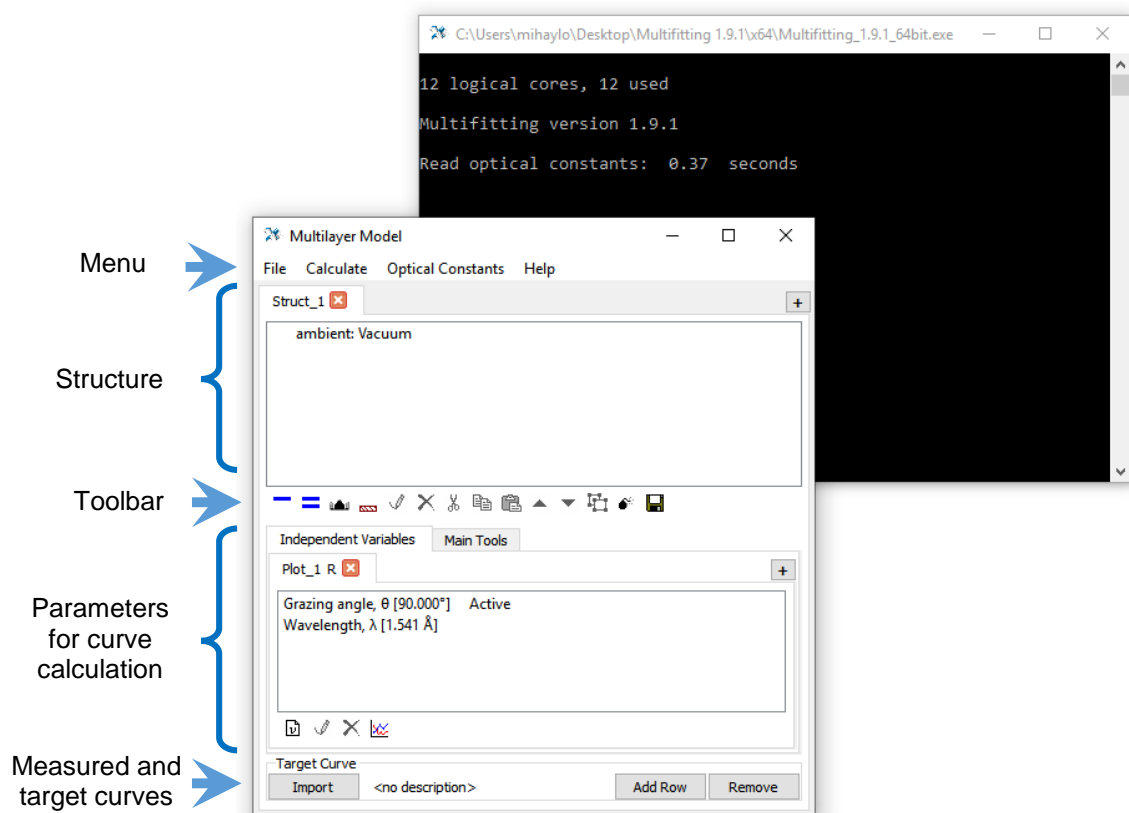 C:\Users\mihaylo\Desktop\Multifitting 1.9.1\x64\Multifitting_1.9.1_64bit.exe
12 logical cores, 12 used
Multifitting version 1.9.1
Read optical constants:  0.37  seconds
Multilayer Model
Menu
File Calculate Optical Constants Help
Struct_1
+
ambient: Vacuum
Structure
Toolbar
Independent Variables Main Tools
Plot_1 R
+
Parameters
for curve
calculation
Grazing angle, θ [90.000°] Active
Wavelength, λ [1.541 Å]
Measured and
target curves
Target Curve
Import <no description> Add Row Remove